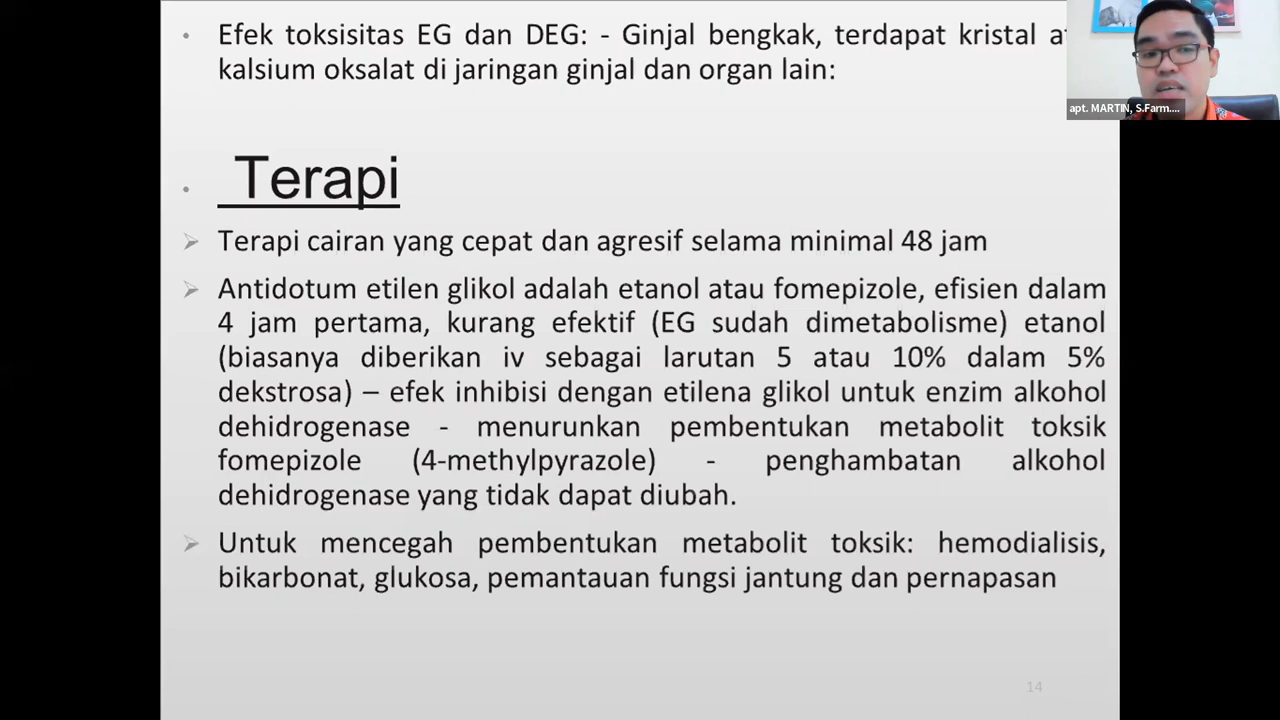 Efek toksisitas EG dan DEG: - Ginjal bengkak, terdapat kristal
kalsium oksalat di jaringan ginjal dan organ lain:
apt. MARTIN, S.Farm....
Terapi
Terapi cairan yang cepat dan agresif selama minimal 48 jam
Antidotum etilen glikol adalah etanol atau fomepizole, efisien dalam
4 jam pertama, kurang efektif (EG sudah dimetabolisme) etanol
(biasanya diberikan iv sebagai larutan 5 atau 10% dalam 5%
dekstrosa) – efek inhibisi dengan etilena glikol untuk enzim alkohol
dehidrogenase - menurunkan pembentukan metabolit toksik
fomepizole (4-methylpyrazole) - penghambatan alkohol
dehidrogenase yang tidak dapat diubah.
Untuk mencegah pembentukan metabolit toksik: hemodialisis,
bikarbonat, glukosa, pemantauan fungsi jantung dan pernapasan
14